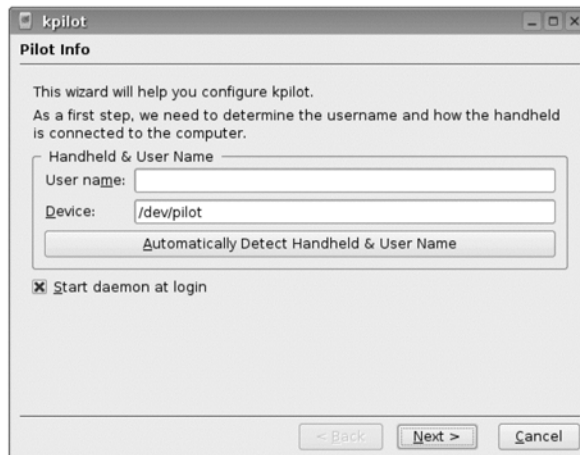 kpilot
Pilot Info
This wizard will help you configure kpilot.
As a first step, we need to determine the username and how the handheld
is connected to the computer.
Handheld & User Name
User name:
Device: /dev/pilot
Automatically Detect Handheld & User Name
Start daemon at login
< Back Next > Cancel